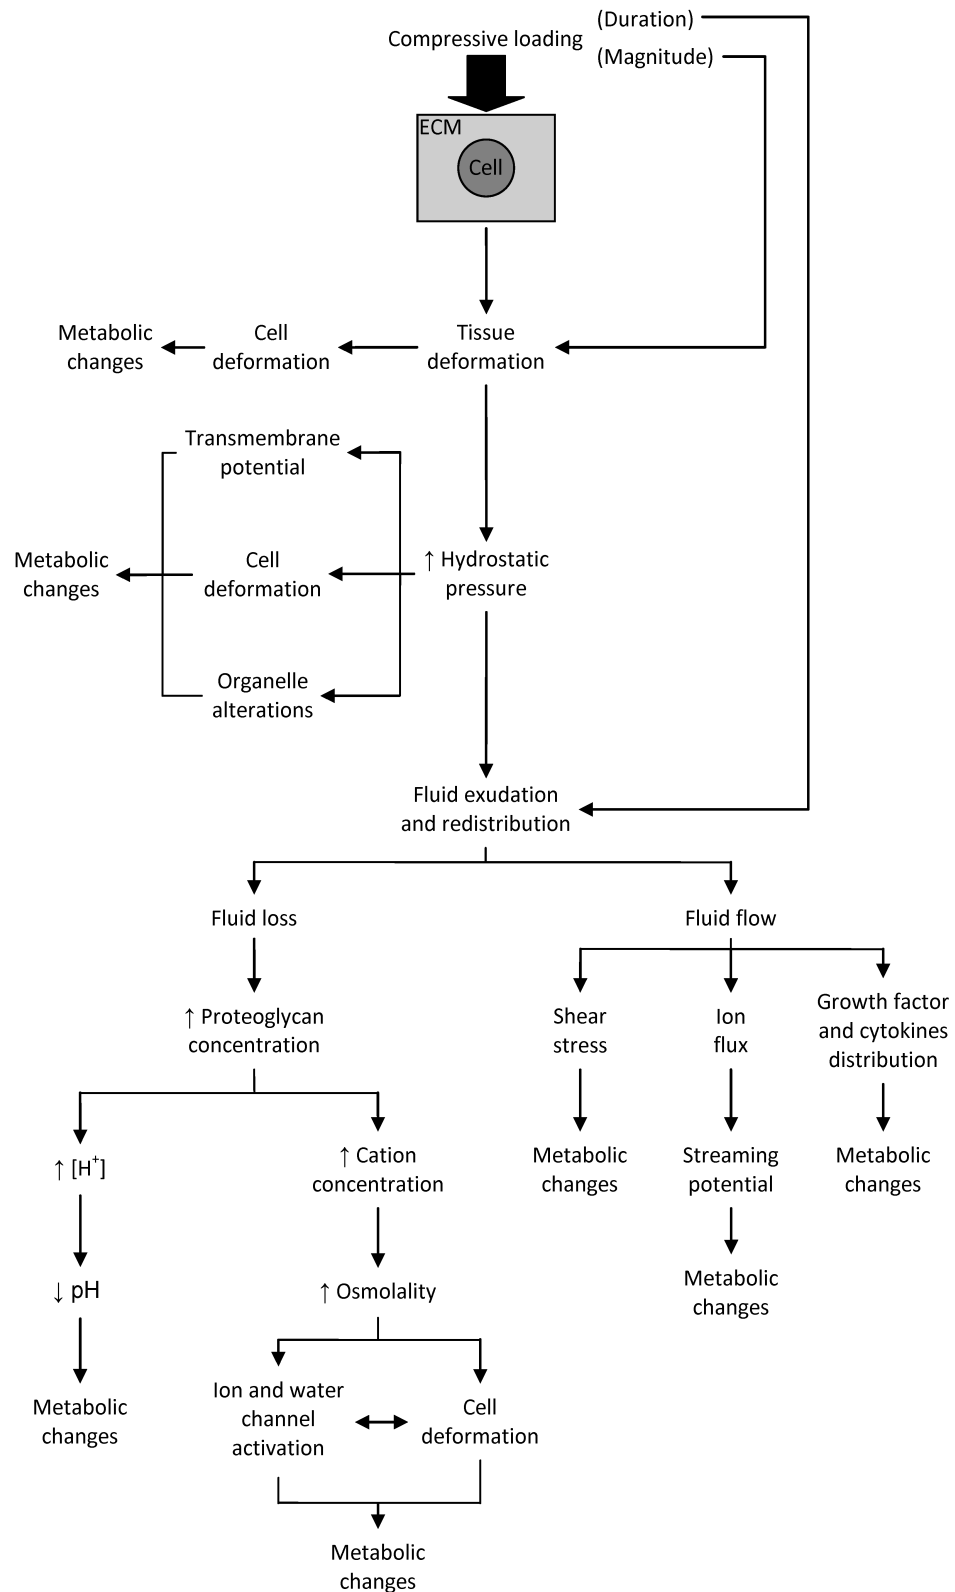 (Duration)
Compressive loading
(Magnitude)
ECM
Cell
Metabolic
changes
Cell
deformation
Tissue
deformation
Transmembrane
potential
Metabolic
changes
Cell
deformation
↑ Hydrostatic
pressure
Organelle
alterations
Fluid exudation
and redistribution
Fluid loss
Fluid flow
↑ Proteoglycan
concentration
Shear
stress
Ion
flux
Growth factor
and cytokines
distribution
↑ [H⁺]
↑ Cation
concentration
Metabolic
changes
Streaming
potential
Metabolic
changes
↓ pH
↑ Osmolality
Metabolic
changes
Metabolic
changes
Ion and water
channel
activation
Cell
deformation
Metabolic
changes